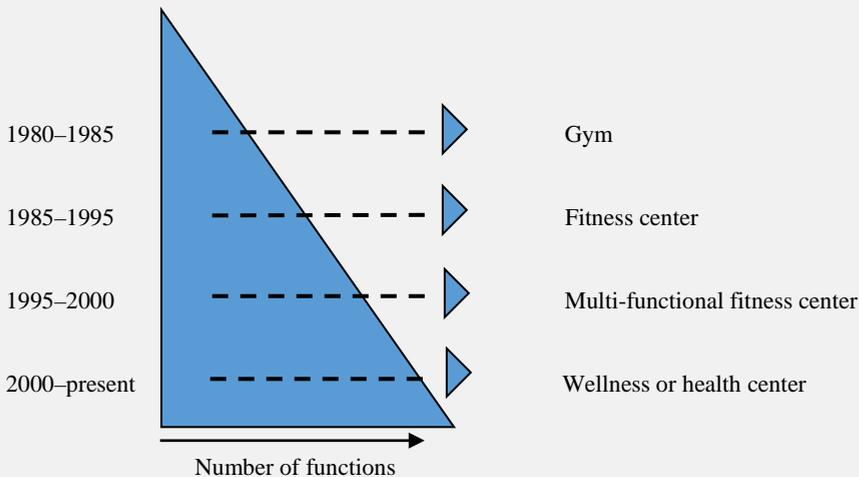 1980–1985 Gym
1985–1995 Fitness center
1995–2000 Multi-functional fitness center
2000–present Wellness or health center
Number of functions